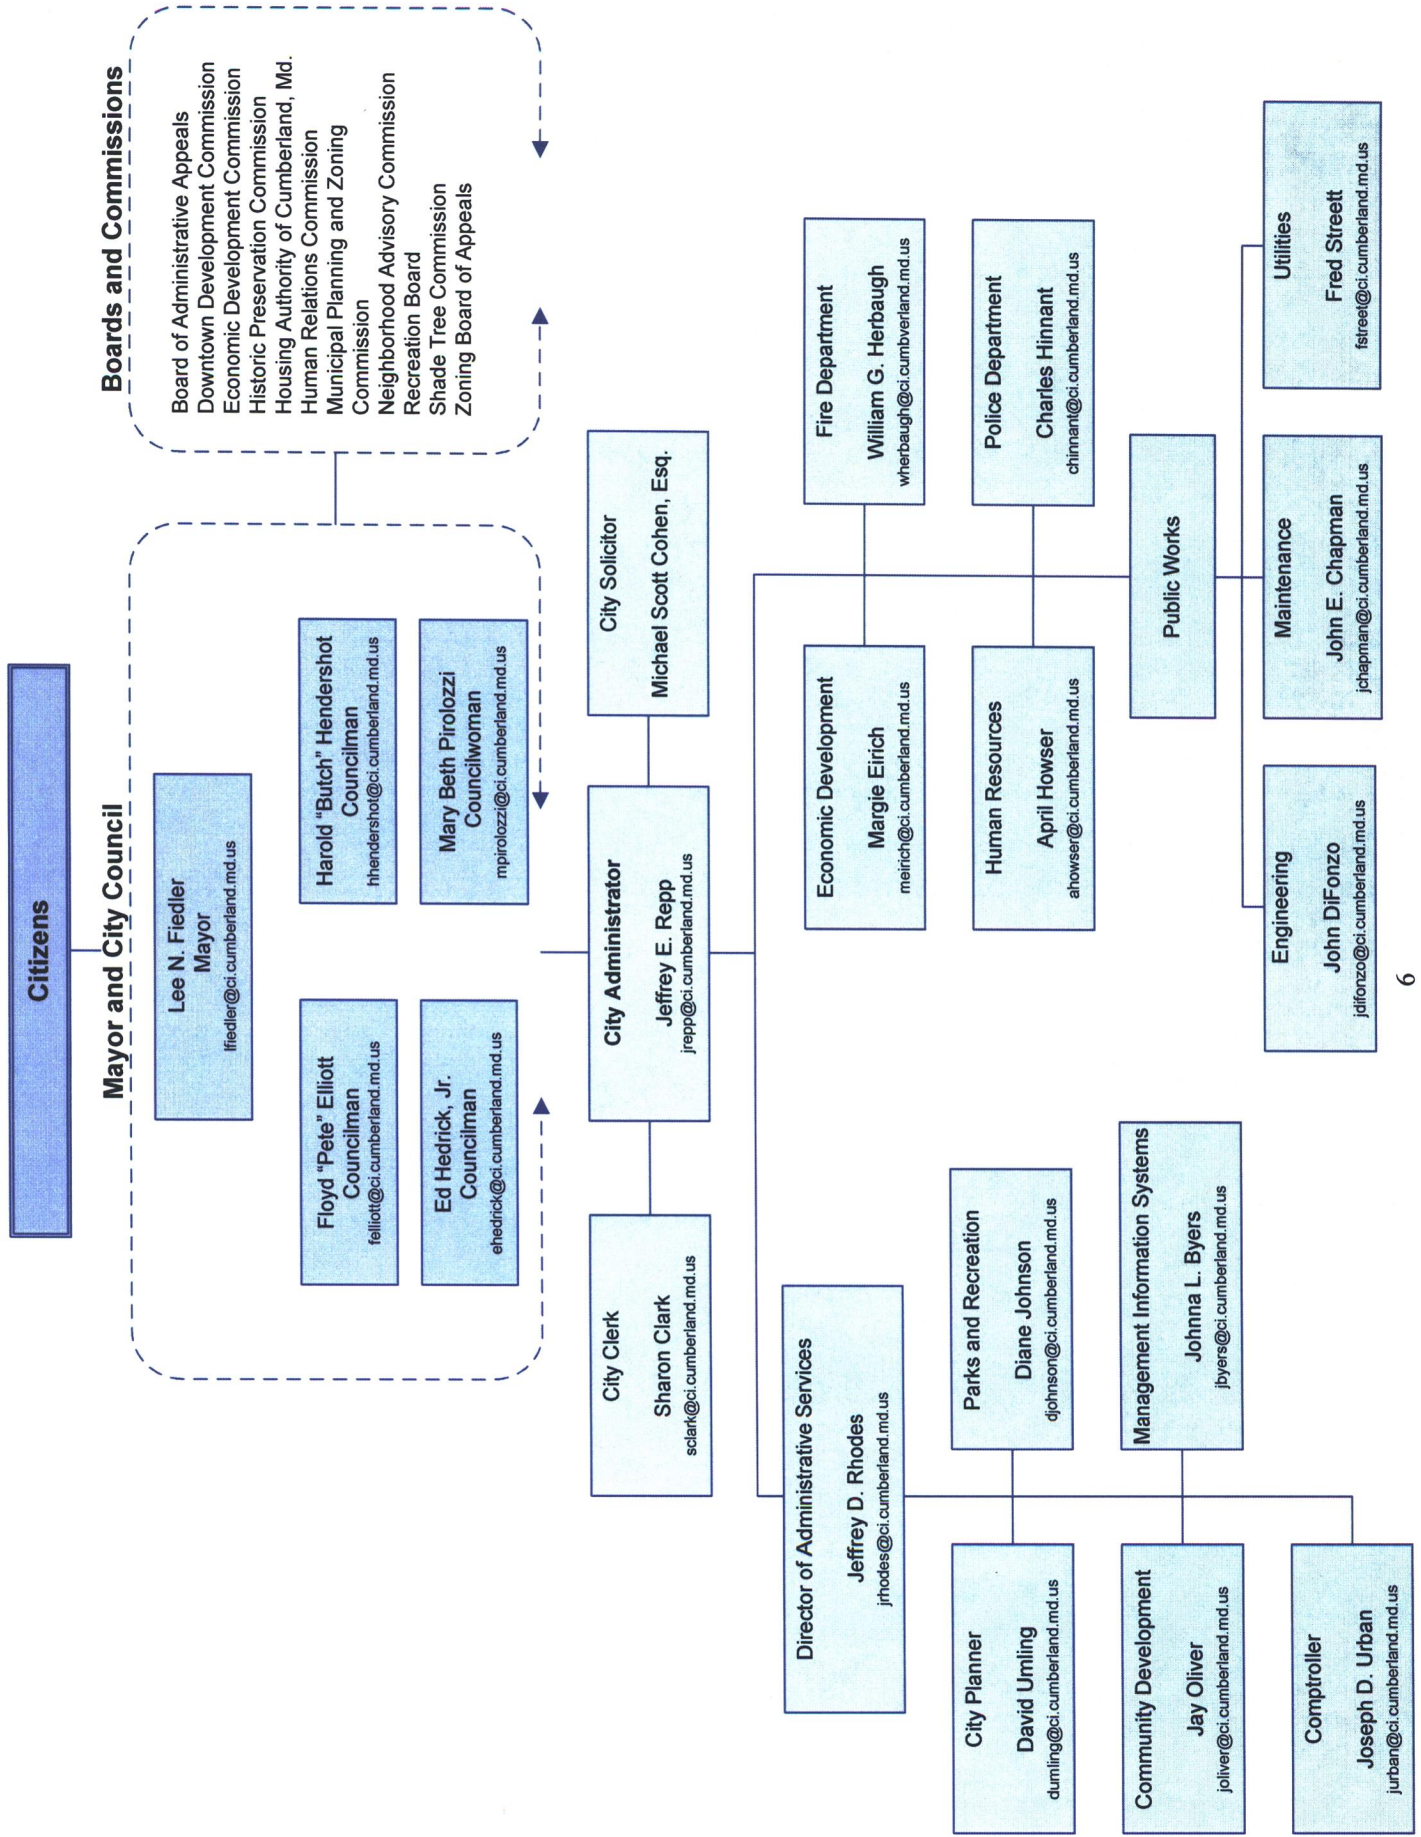 Citizens
Mayor and City Council
Lee N. Fiedler
Mayor
lfiedler@ci.cumberland.md.us
Floyd “Pete” Elliott
Councilman
felliott@ci.cumberland.md.us
Harold “Butch” Hendershot
Councilman
hhendershot@ci.cumberland.md.us
Ed Hedrick, Jr.
Councilman
ehedrick@ci.cumberland.md.us
Mary Beth Pirolozzi
Councilwoman
mpirolozzi@ci.cumberland.md.us
Boards and Commissions
Board of Administrative Appeals
Downtown Development Commission
Economic Development Commission
Historic Preservation Commission
Housing Authority of Cumberland, Md.
Human Relations Commission
Municipal Planning and Zoning
Commission
Neighborhood Advisory Commission
Recreation Board
Shade Tree Commission
Zoning Board of Appeals
City Clerk
Sharon Clark
sclark@ci.cumberland.md.us
City Administrator
Jeffrey E. Repp
jrepp@ci.cumberland.md.us
City Solicitor
Michael Scott Cohen, Esq.
Director of Administrative Services
Jeffrey D. Rhodes
jrhodes@ci.cumberland.md.us
City Planner
David Umling
dumling@ci.cumberland.md.us
Parks and Recreation
Diane Johnson
djohnson@ci.cumberland.md.us
Community Development
Jay Oliver
joliver@ci.cumberland.md.us
Management Information Systems
Johnna L. Byers
jbyers@ci.cumberland.md.us
Comptroller
Joseph D. Urban
jurban@ci.cumberland.md.us
Economic Development
Margie Eirich
meirich@ci.cumberland.md.us
Fire Department
William G. Herbaugh
wherbaugh@ci.cumbverland.md.us
Human Resources
April Howser
ahowser@ci.cumberland.md.us
Police Department
Charles Hinnant
chinnant@ci.cumberland.md.us
Public Works
Engineering
John DiFonzo
jdifonzo@ci.cumberland.md.us
Maintenance
John E. Chapman
jchapman@ci.cumberland.md.us
Utilities
Fred Streett
fstreet@ci.cumberland.md.us
6